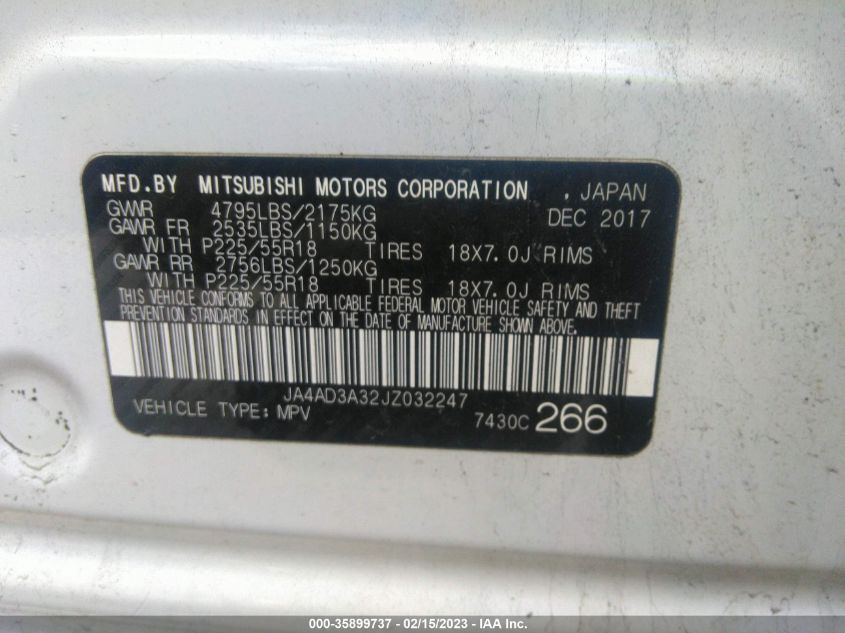 MFD.BY MITSUBISHI MOTORS CORPORATION , JAPAN
GVWR 4795LBS/2175KG DEC 2017
GAWR FR 2535LBS/1150KG
WITH P225/55R18 TIRES 18X7.0J RIMS
GAWR RR 2756LBS/1250KG
WITH P225/55R18 TIRES 18X7.0J RIMS
THIS VEHICLE CONFORMS TO ALL APPLICABLE FEDERAL MOTOR VEHICLE SAFETY AND THEFT
PREVENTION STANDARDS IN EFFECT ON THE DATE OF MANUFACTURE SHOWN ABOVE.
JA4AD3A32JZ032247
VEHICLE TYPE: MPV 7430C 266
000-35899737 - 02/15/2023 - IAA Inc.